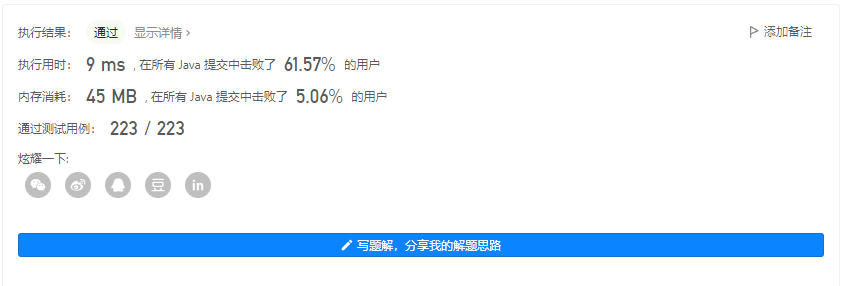 执行结果： 通过 显示详情 › 添加备注
执行用时： 9 ms , 在所有 Java 提交中击败了 61.57% 的用户
内存消耗： 45 MB , 在所有 Java 提交中击败了 5.06% 的用户
通过测试用例： 223 / 223
炫耀一下:
豆 in
写题解，分享我的解题思路